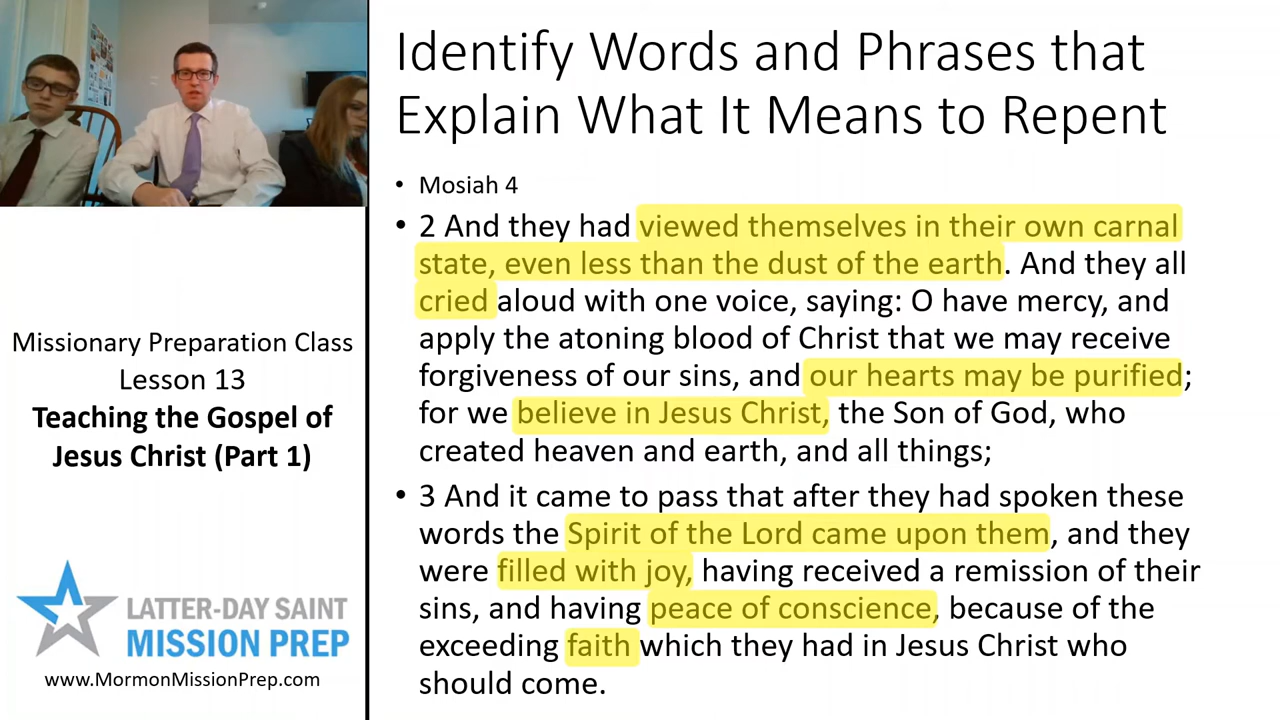 Identify Words and Phrases that
Explain What It Means to Repent
• Mosiah 4
• 2 And they had viewed themselves in their own carnal
state, even less than the dust of the earth. And they all
cried aloud with one voice, saying: O have mercy, and
apply the atoning blood of Christ that we may receive
forgiveness of our sins, and our hearts may be purified;
for we believe in Jesus Christ, the Son of God, who
created heaven and earth, and all things;
• 3 And it came to pass that after they had spoken these
words the Spirit of the Lord came upon them, and they
were filled with joy, having received a remission of their
sins, and having peace of conscience, because of the
exceeding faith which they had in Jesus Christ who
should come.
Missionary Preparation Class
Lesson 13
Teaching the Gospel of
Jesus Christ (Part 1)
LATTER-DAY SAINT
MISSION PREP
www.MormonMissionPrep.com